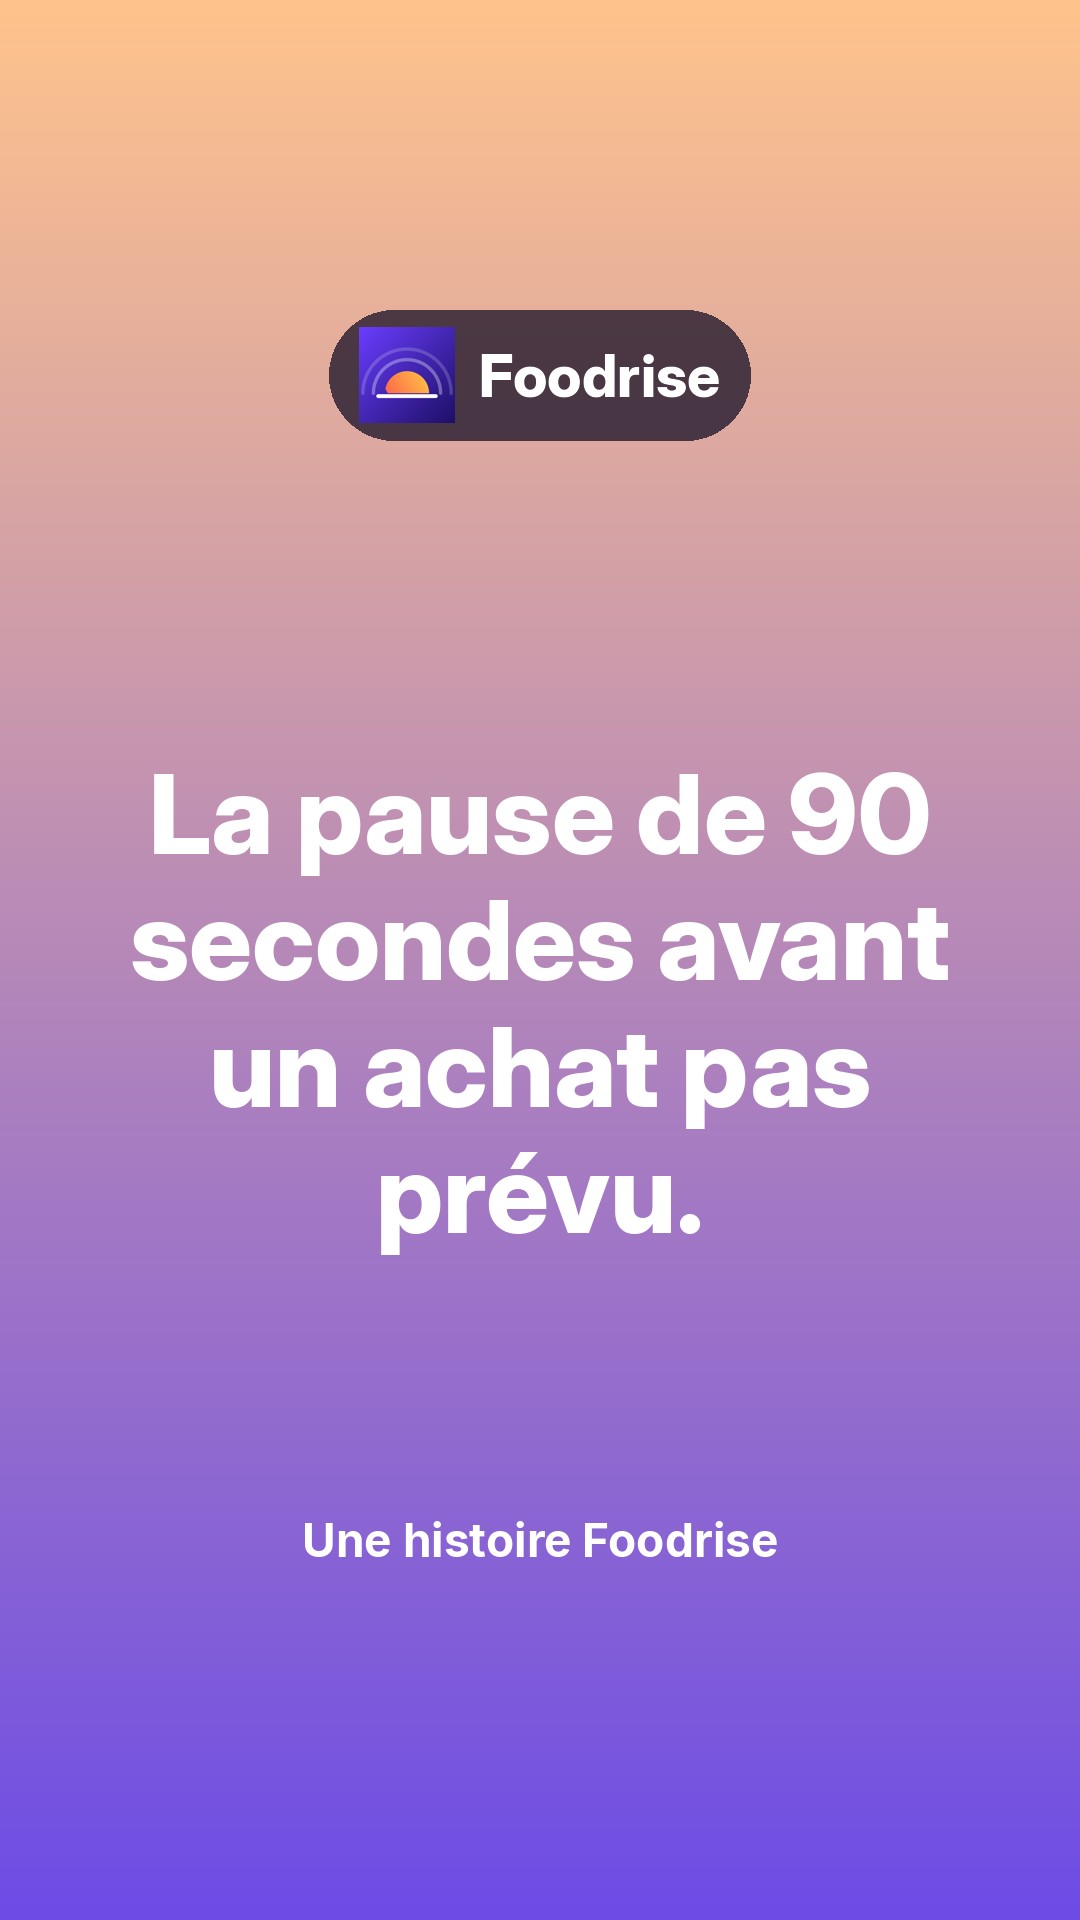 Foodrise
La pause de 90
secondes avant
un achat pas
prévu.
Une histoire Foodrise